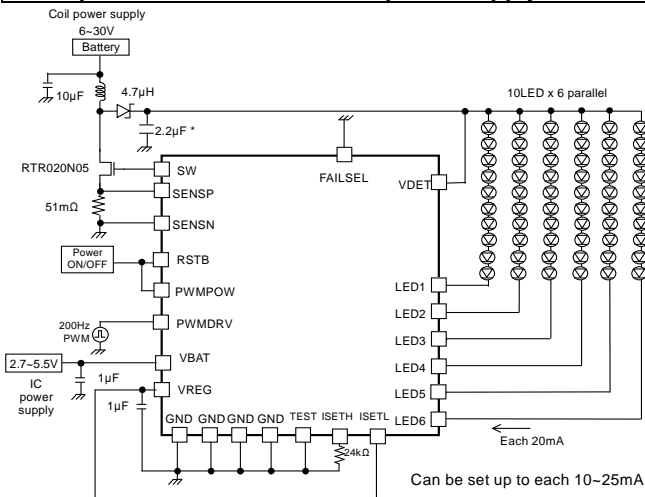 Coil power supply
6~30V
Battery
10µF
4.7µH
2.2µF *
10LED x 6 parallel
RTR020N05
51mΩ
SW
SENSP
SENSN
FAILSEL
VDET
Power
ON/OFF
RSTB
PWMPOW
200Hz
PWM
PWMDRV
2.7~5.5V
IC
power
supply
1µF
VBAT
VREG
1µF
LED1
LED2
LED3
LED4
LED5
LED6
GND GND GND GND TEST ISETH ISETL
24kΩ
Each 20mA
Can be set up to each 10~25mA